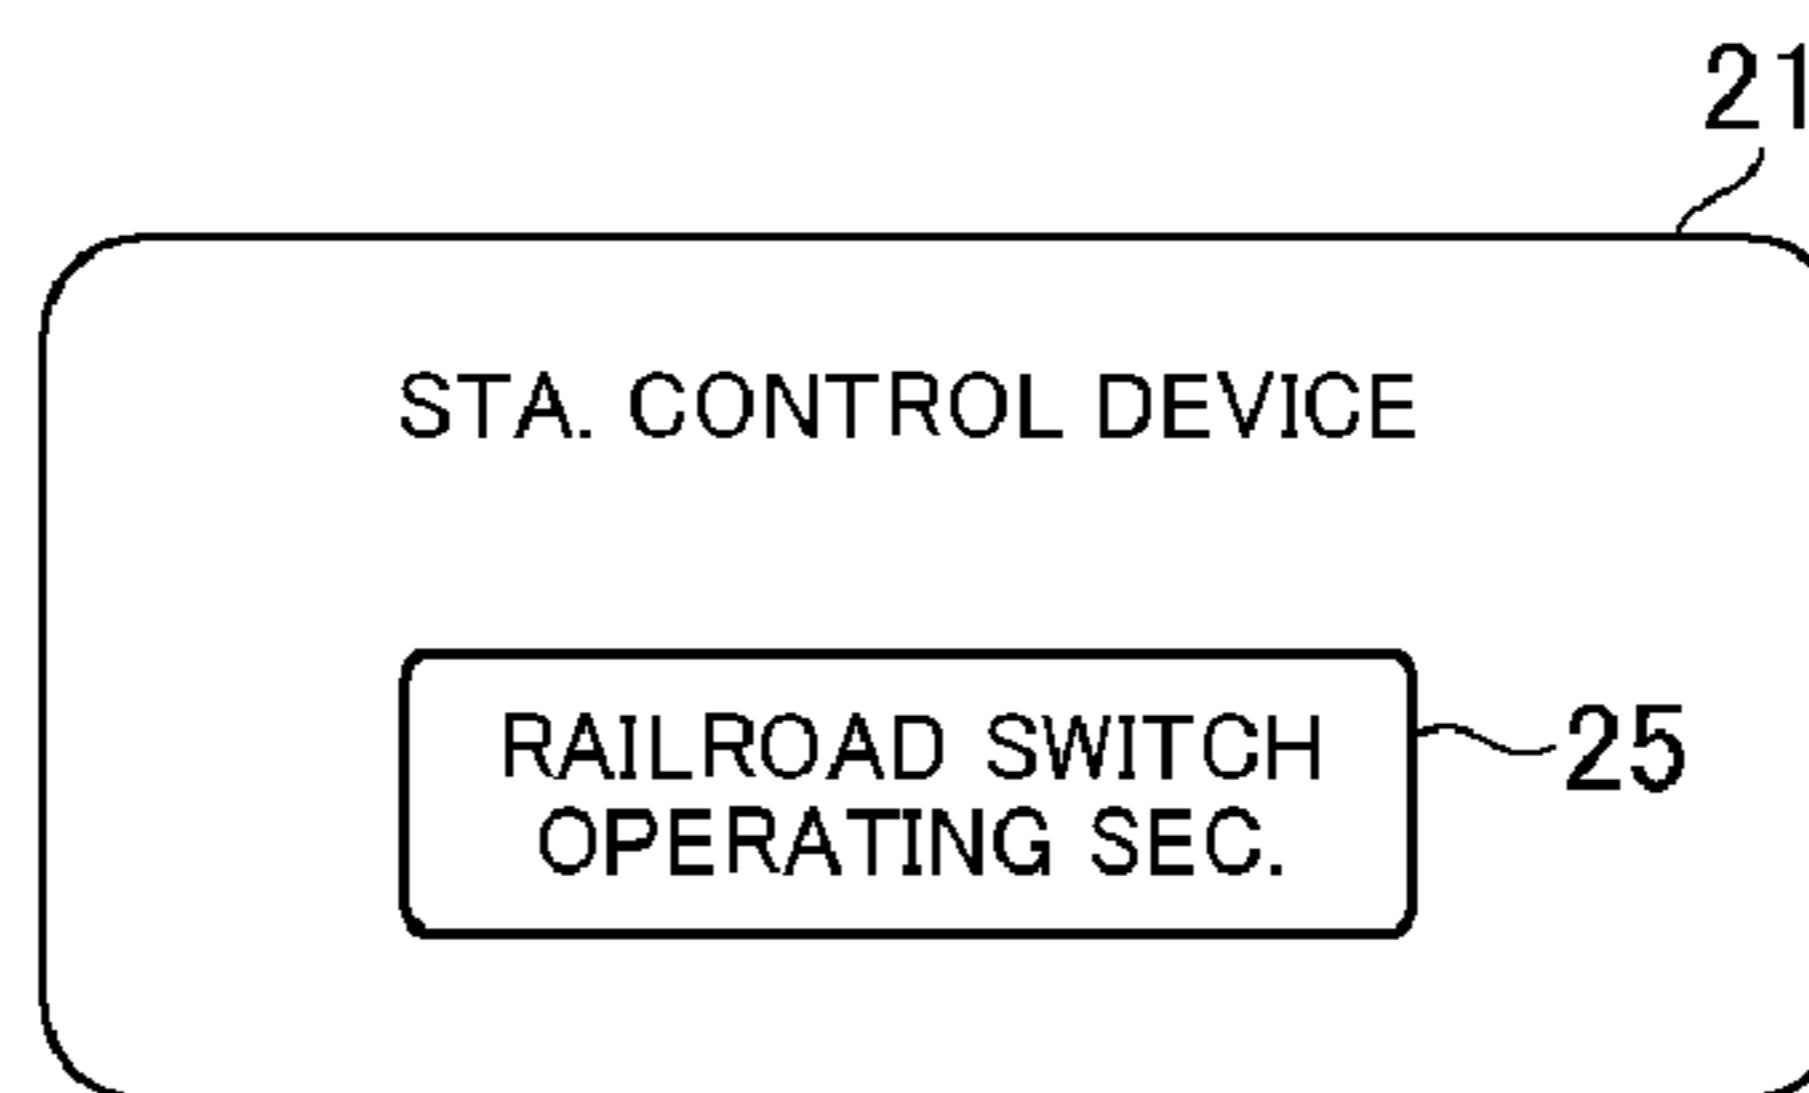 21
STA. CONTROL DEVICE
RAILROAD SWITCH
OPERATING SEC.
25